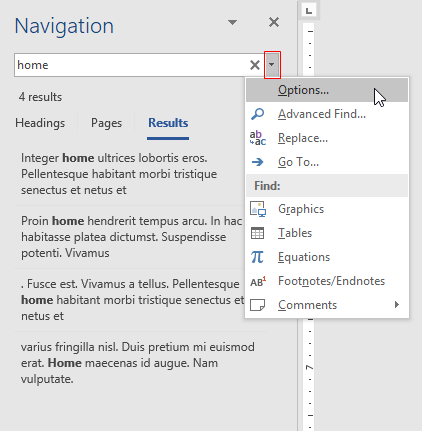 Navigation
home
4 results
Headings Pages Results
Integer home ultrices lobortis eros.
Pellentesque habitant morbi tristique
senectus et netus et
Proin home hendrerit tempus arcu. In hac
habitasse platea dictumst. Suspendisse
potenti. Vivamus
. Fusce est. Vivamus a tellus. Pellentesque
home habitant morbi tristique senectus et
netus et
varius fringilla nisl. Duis pretium mi euismod
erat. Home maecenas id augue. Nam
vulputate.
Options...
Advanced Find...
Replace...
Go To...
Find:
Graphics
Tables
π Equations
AB¹ Footnotes/Endnotes
Comments
L
7